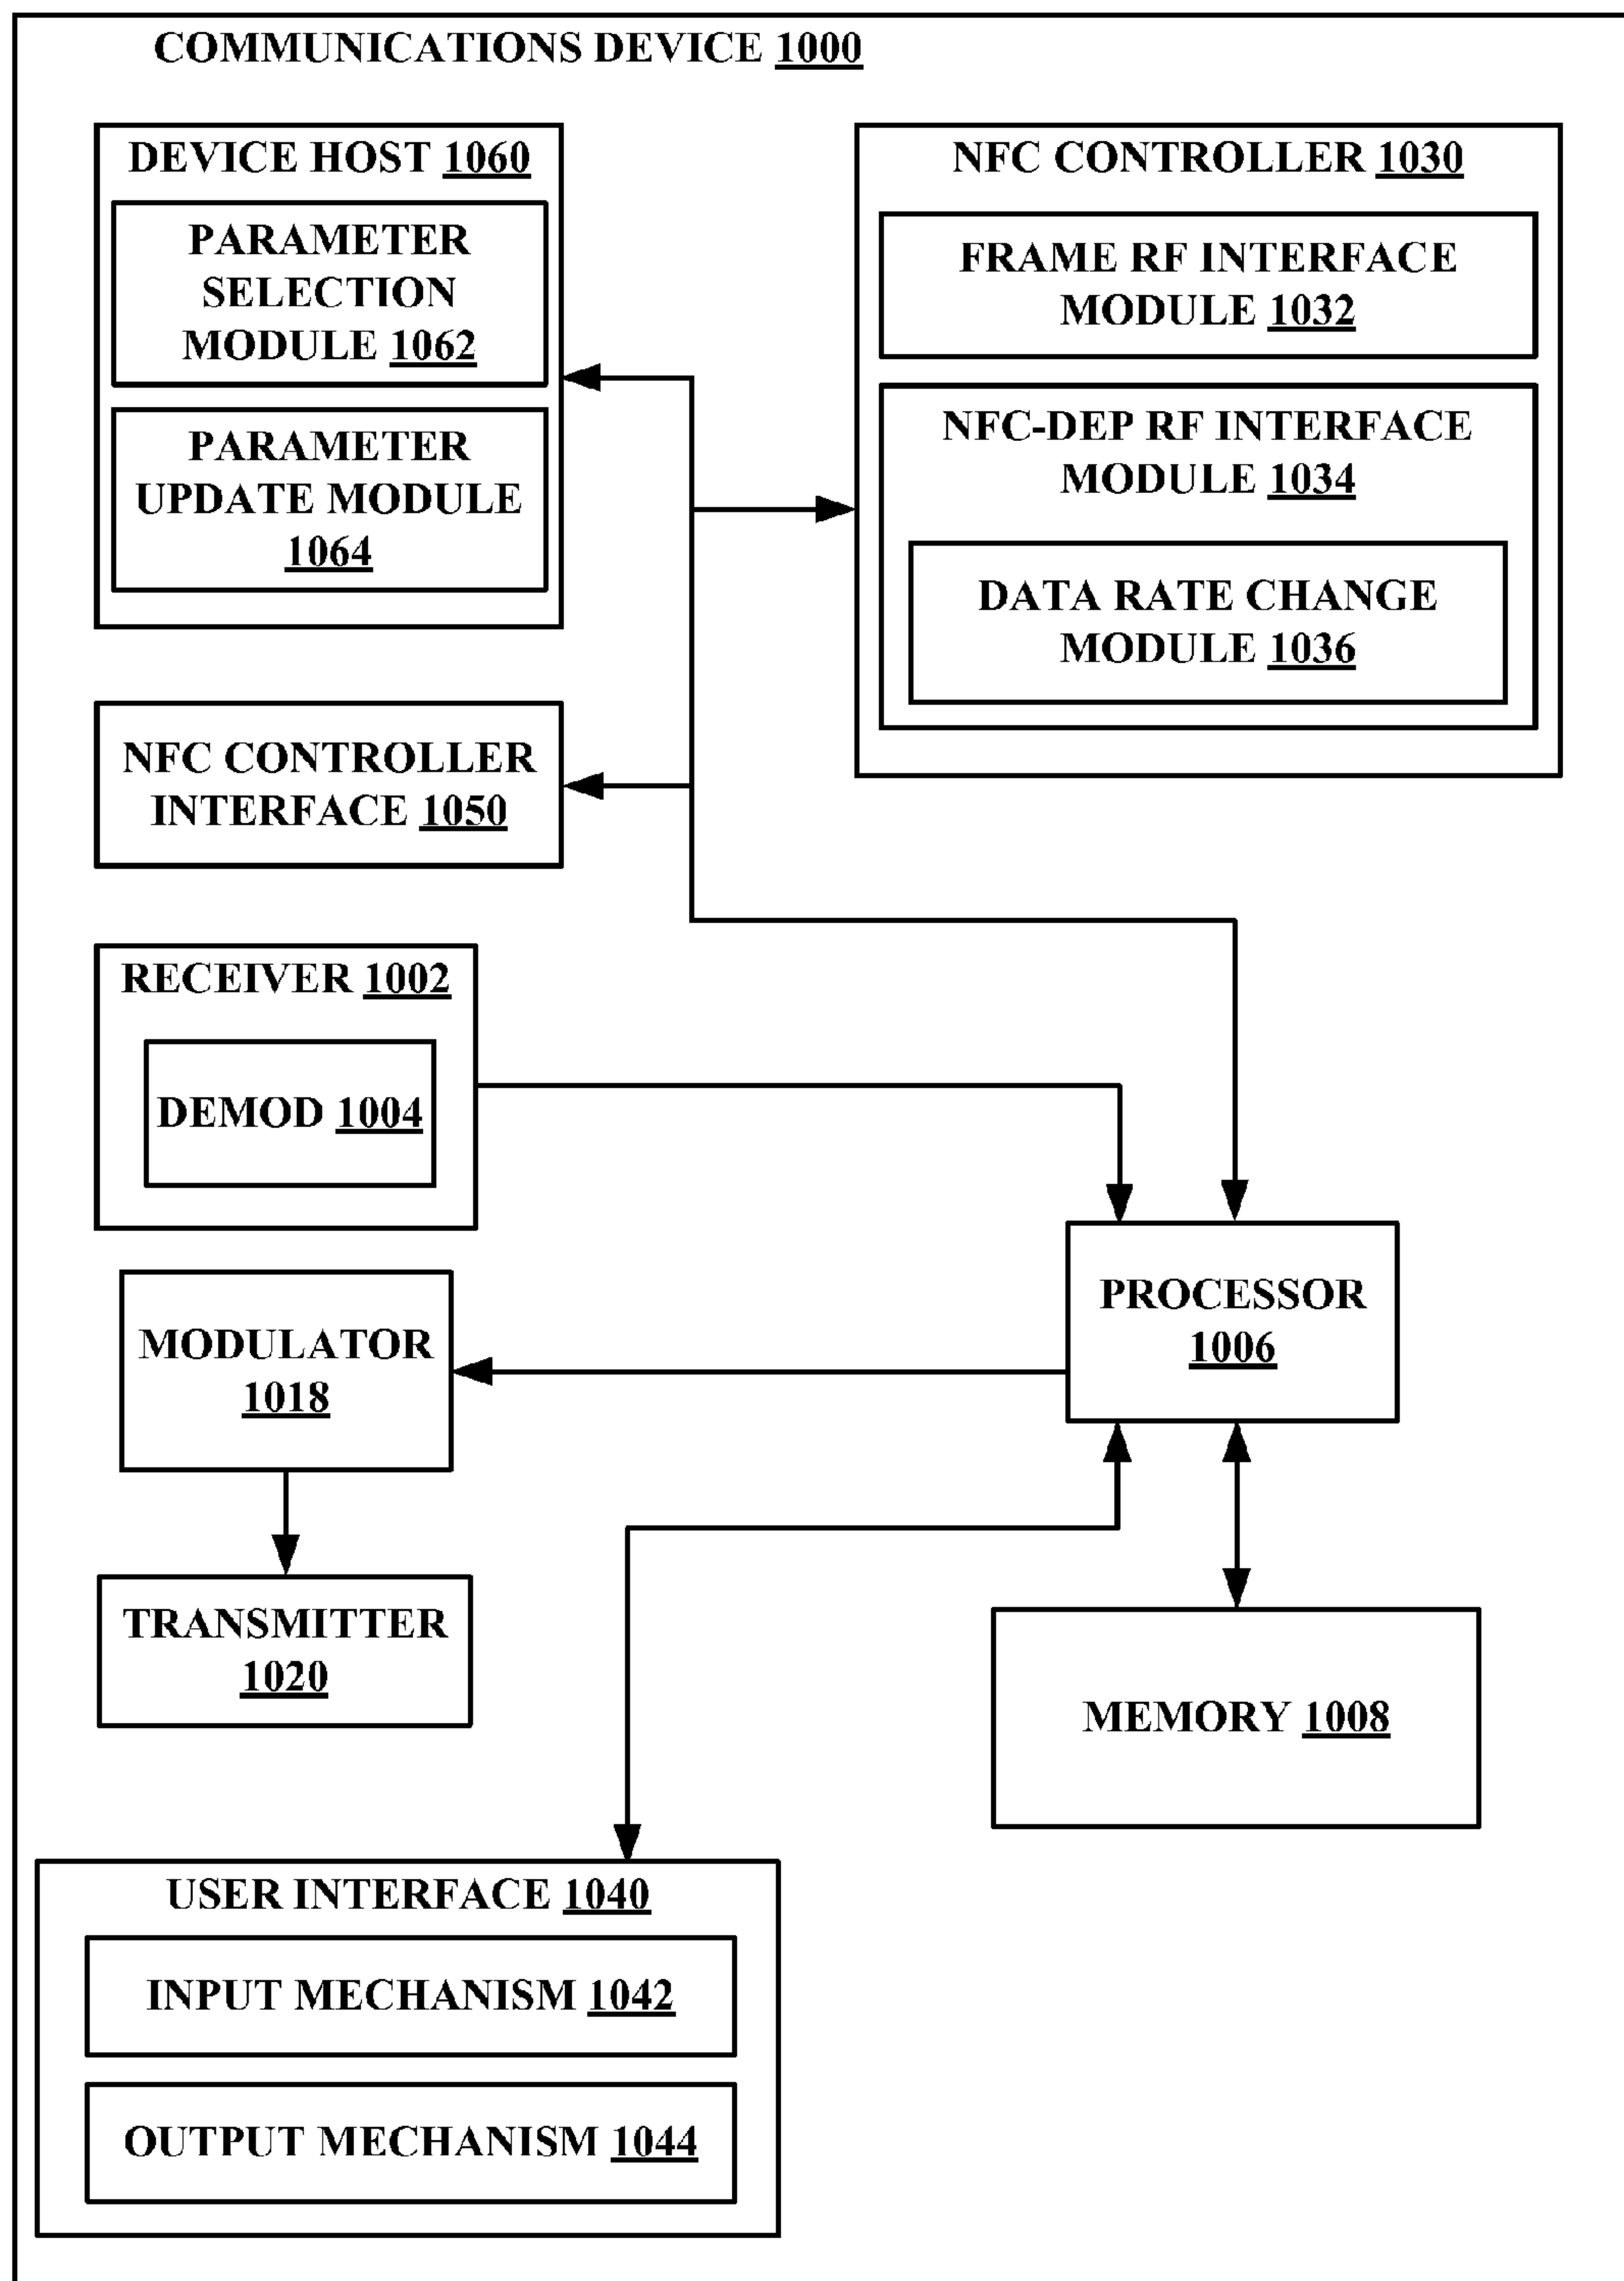 COMMUNICATIONS DEVICE 1000
DEVICE HOST 1060
PARAMETER
SELECTION
MODULE 1062
PARAMETER
UPDATE MODULE
1064
NFC CONTROLLER 1030
FRAME RF INTERFACE
MODULE 1032
NFC-DEP RF INTERFACE
MODULE 1034
DATA RATE CHANGE
MODULE 1036
NFC CONTROLLER
INTERFACE 1050
RECEIVER 1002
DEMOD 1004
PROCESSOR
1006
MODULATOR
1018
TRANSMITTER
1020
MEMORY 1008
USER INTERFACE 1040
INPUT MECHANISM 1042
OUTPUT MECHANISM 1044